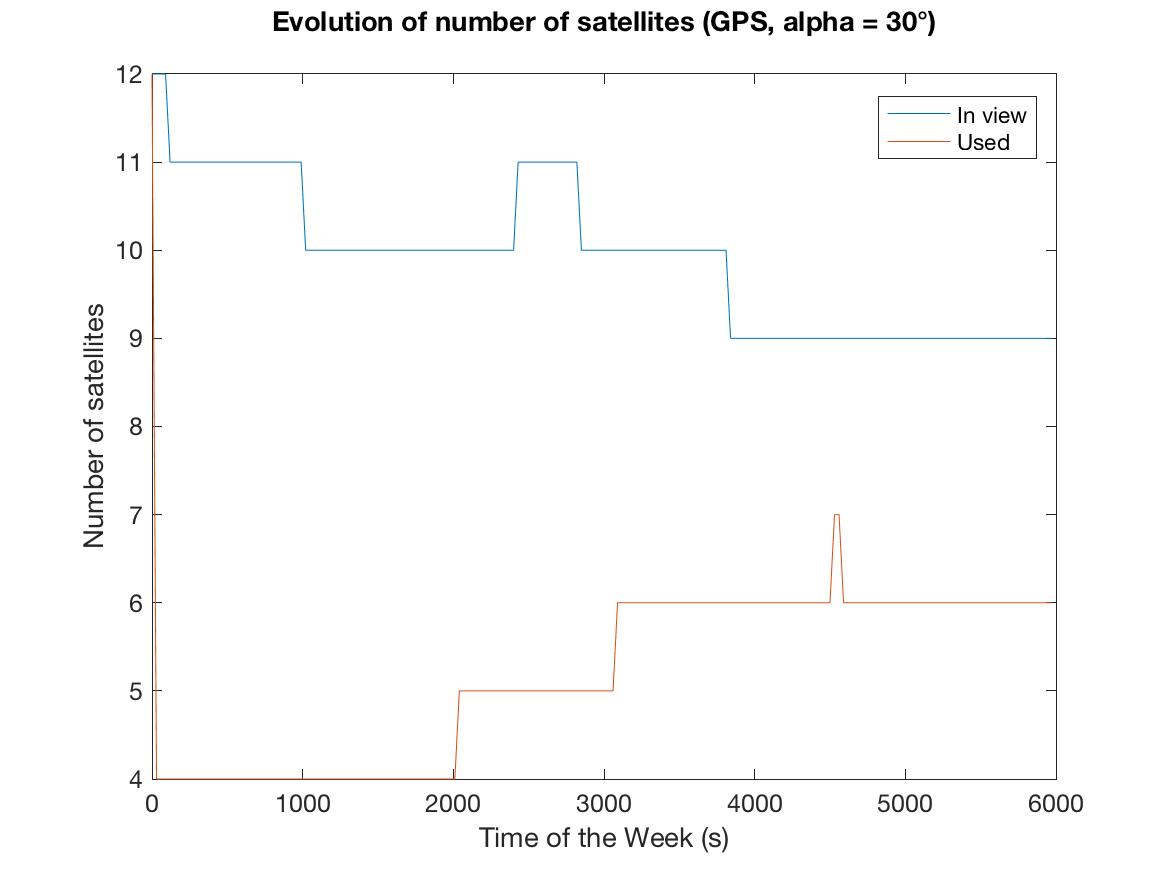 Evolution of number of satellites (GPS, alpha = 30°)
12
11
10
9
8
7
6
5
4
Number of satellites
In view
Used
0 1000 2000 3000 4000 5000 6000
Time of the Week (s)